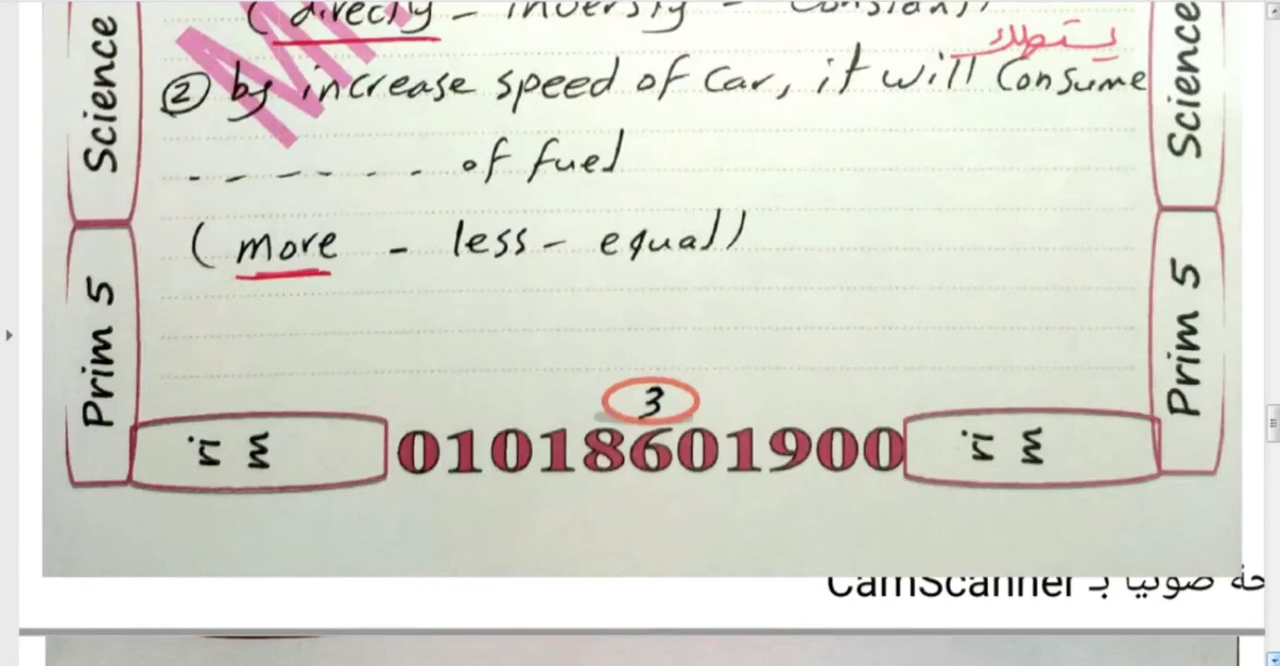 (directly - inversly - constant)
يستهلك
② by increase speed of car, it will consume
- - - - - - - of fuel
(more - less - equal)
Science
Prim 5
Science
Prim 5
3
01018601900
CamScanner